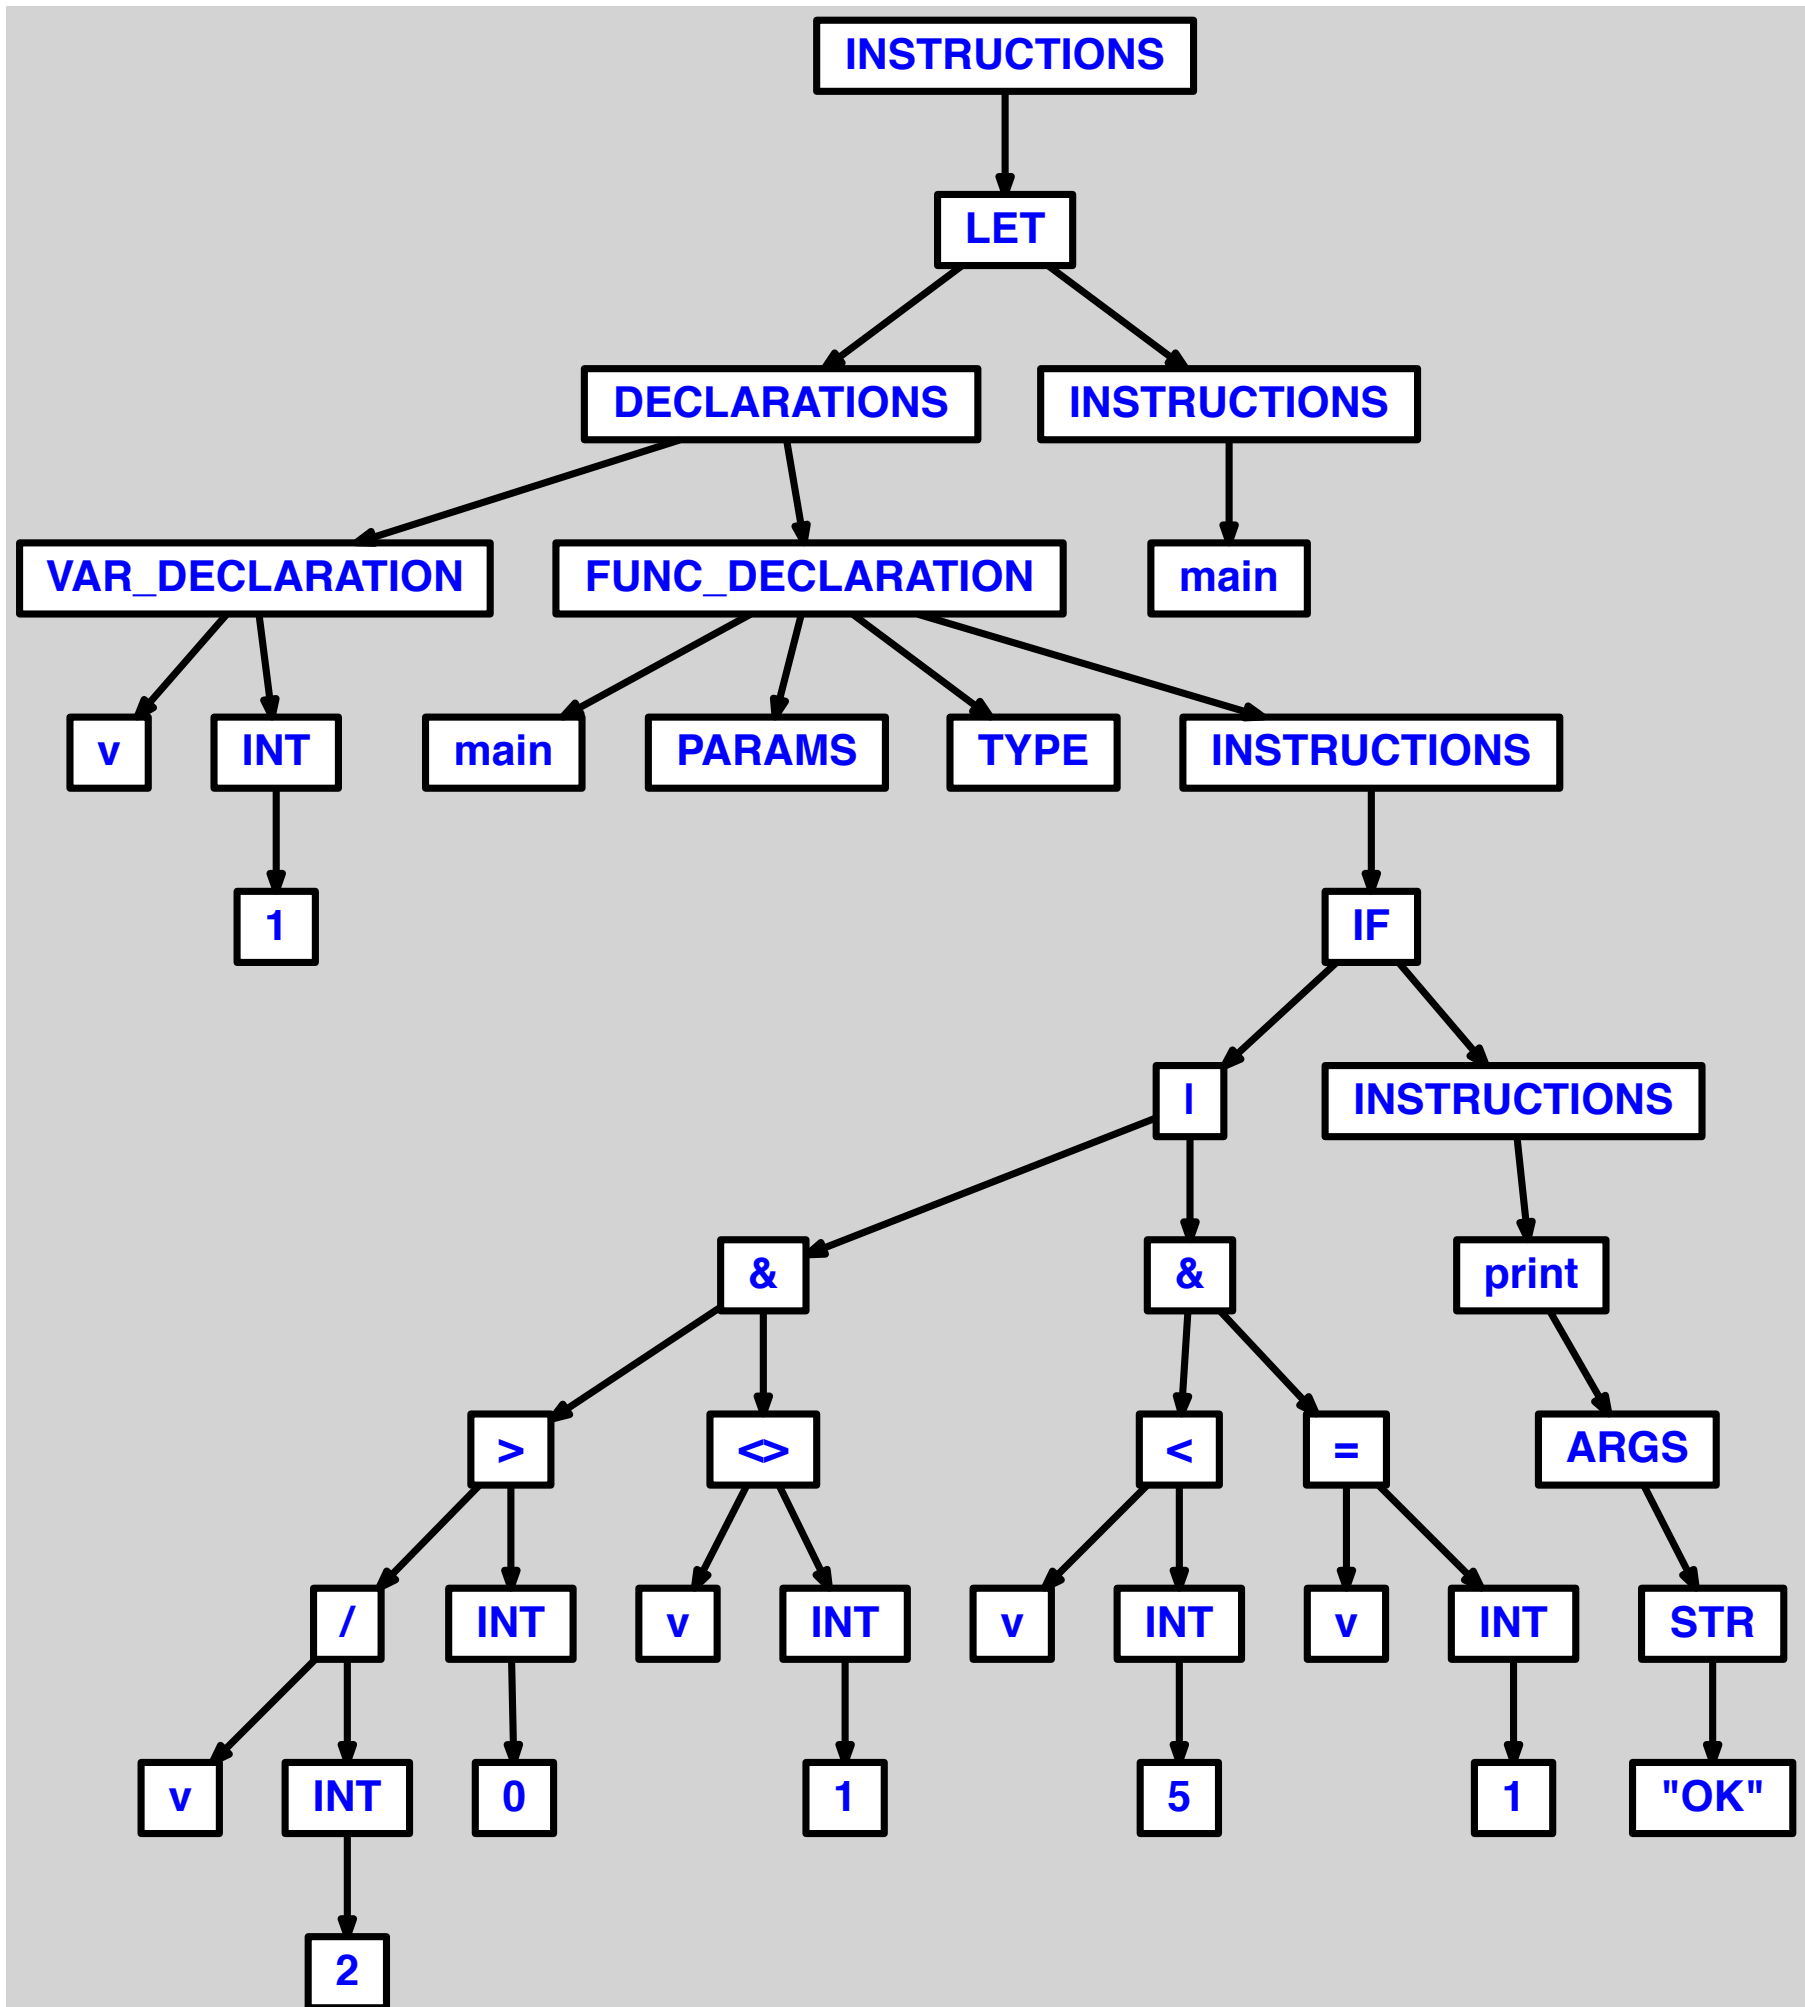 INSTRUCTIONS
LET
DECLARATIONS INSTRUCTIONS
VAR_DECLARATION FUNC_DECLARATION main
v INT main PARAMS TYPE INSTRUCTIONS
1 IF
| INSTRUCTIONS
& & print
> <> < = ARGS
/ INT v INT v INT v INT STR
v INT 0 1 5 1 "OK"
2